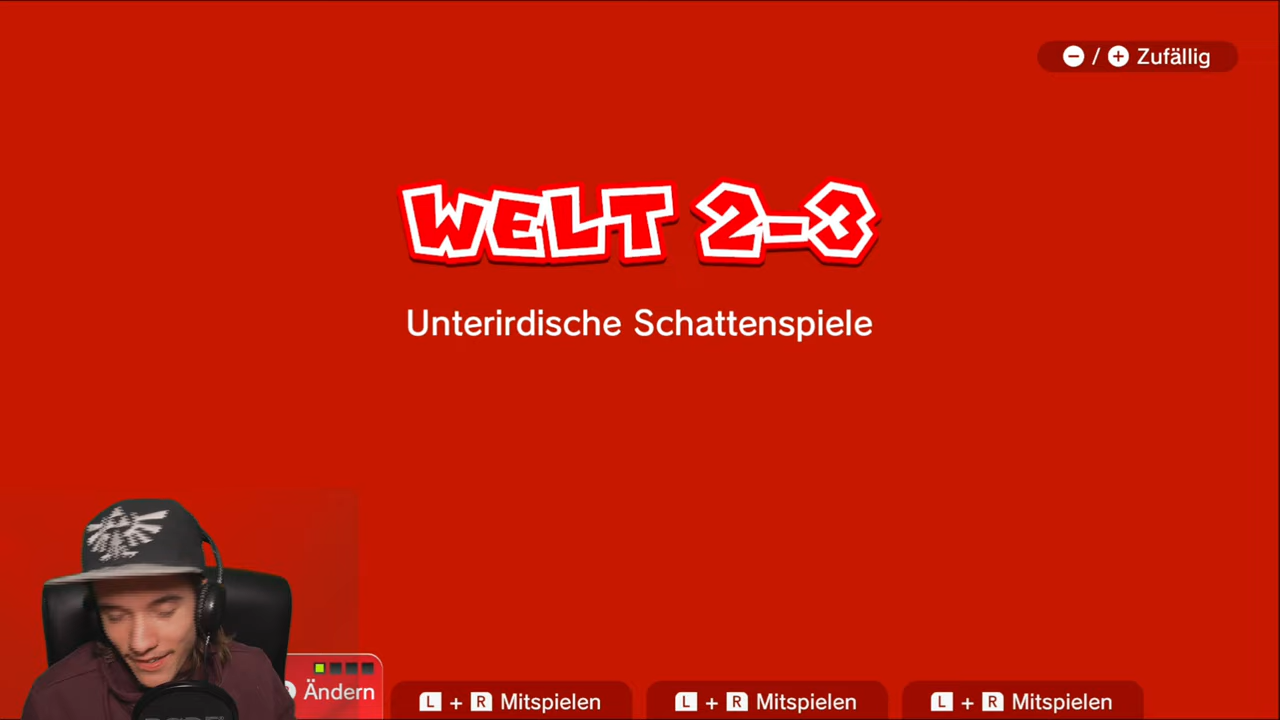 − / + Zufällig
WELT 2-3
Unterirdische Schattenspiele
Ändern
L + R Mitspielen
L + R Mitspielen
L + R Mitspielen